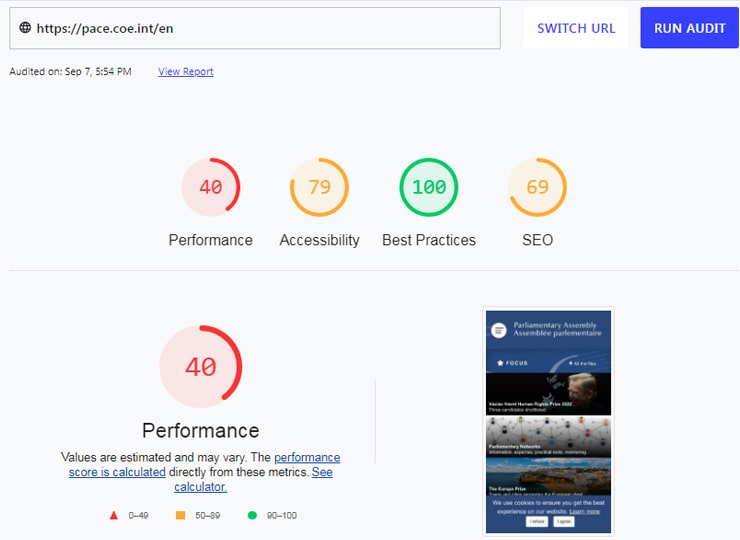 https://pace.coe.int/en
SWITCH URL
RUN AUDIT
Audited on: Sep 7, 5:54 PM
View Report
40
79
100
69
Performance
Accessibility
Best Practices
SEO
40
Performance
Values are estimated and may vary. The performance
score is calculated directly from these metrics. See
calculator.
0–49
50–89
90–100
Parliamentary Assembly
Assemblée parlementaire
FOCUS
All the files
Václav Havel Human Rights Prize 2022
Three candidates shortlisted
Parliamentary Networks
Information, expertise, practical tools, monitoring...
The Europe Prize
We use cookies to ensure you get the best
experience on our website. Learn more
I refuse
I agree